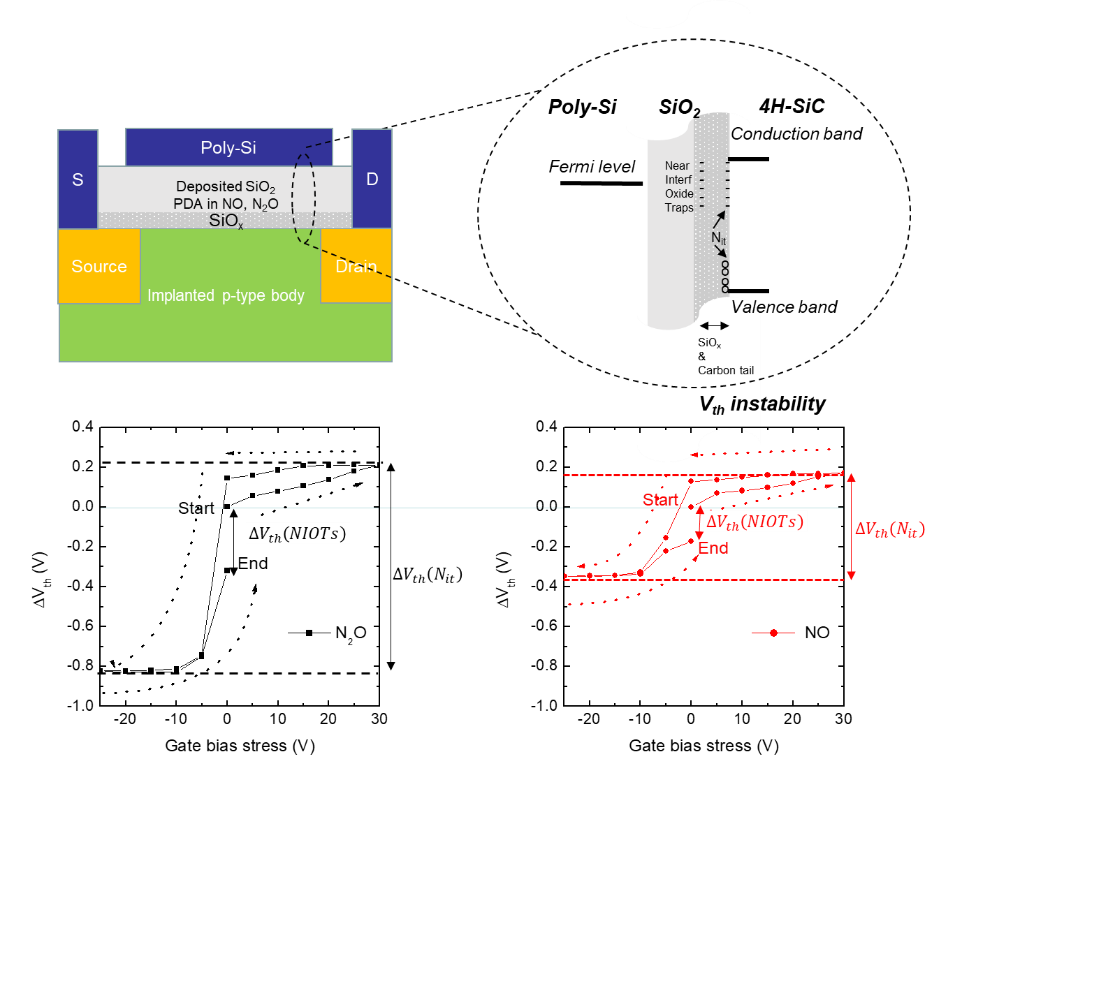 Poly-Si
S
D
Deposited SiO₂
PDA in NO, N₂O
SiOₓ
Source
Drain
Implanted p-type body
Poly-Si
SiO₂
4H-SiC
Conduction band
Fermi level
Near
Interf
Oxide
Traps
Nᵢₜ
Valence band
SiOₓ
&
Carbon tail
Vₜₕ instability
0.4
0.2
0.0
-0.2
-0.4
-0.6
-0.8
-1.0
ΔVₜₕ (V)
Start
End
ΔVₜₕ(NIOTs)
ΔVₜₕ(Nᵢₜ)
N₂O
-20
-10
0
10
20
30
Gate bias stress (V)
0.4
0.2
0.0
-0.2
-0.4
-0.6
-0.8
-1.0
ΔVₜₕ (V)
Start
End
ΔVₜₕ(NIOTs)
ΔVₜₕ(Nᵢₜ)
NO
-20
-10
0
10
20
30
Gate bias stress (V)